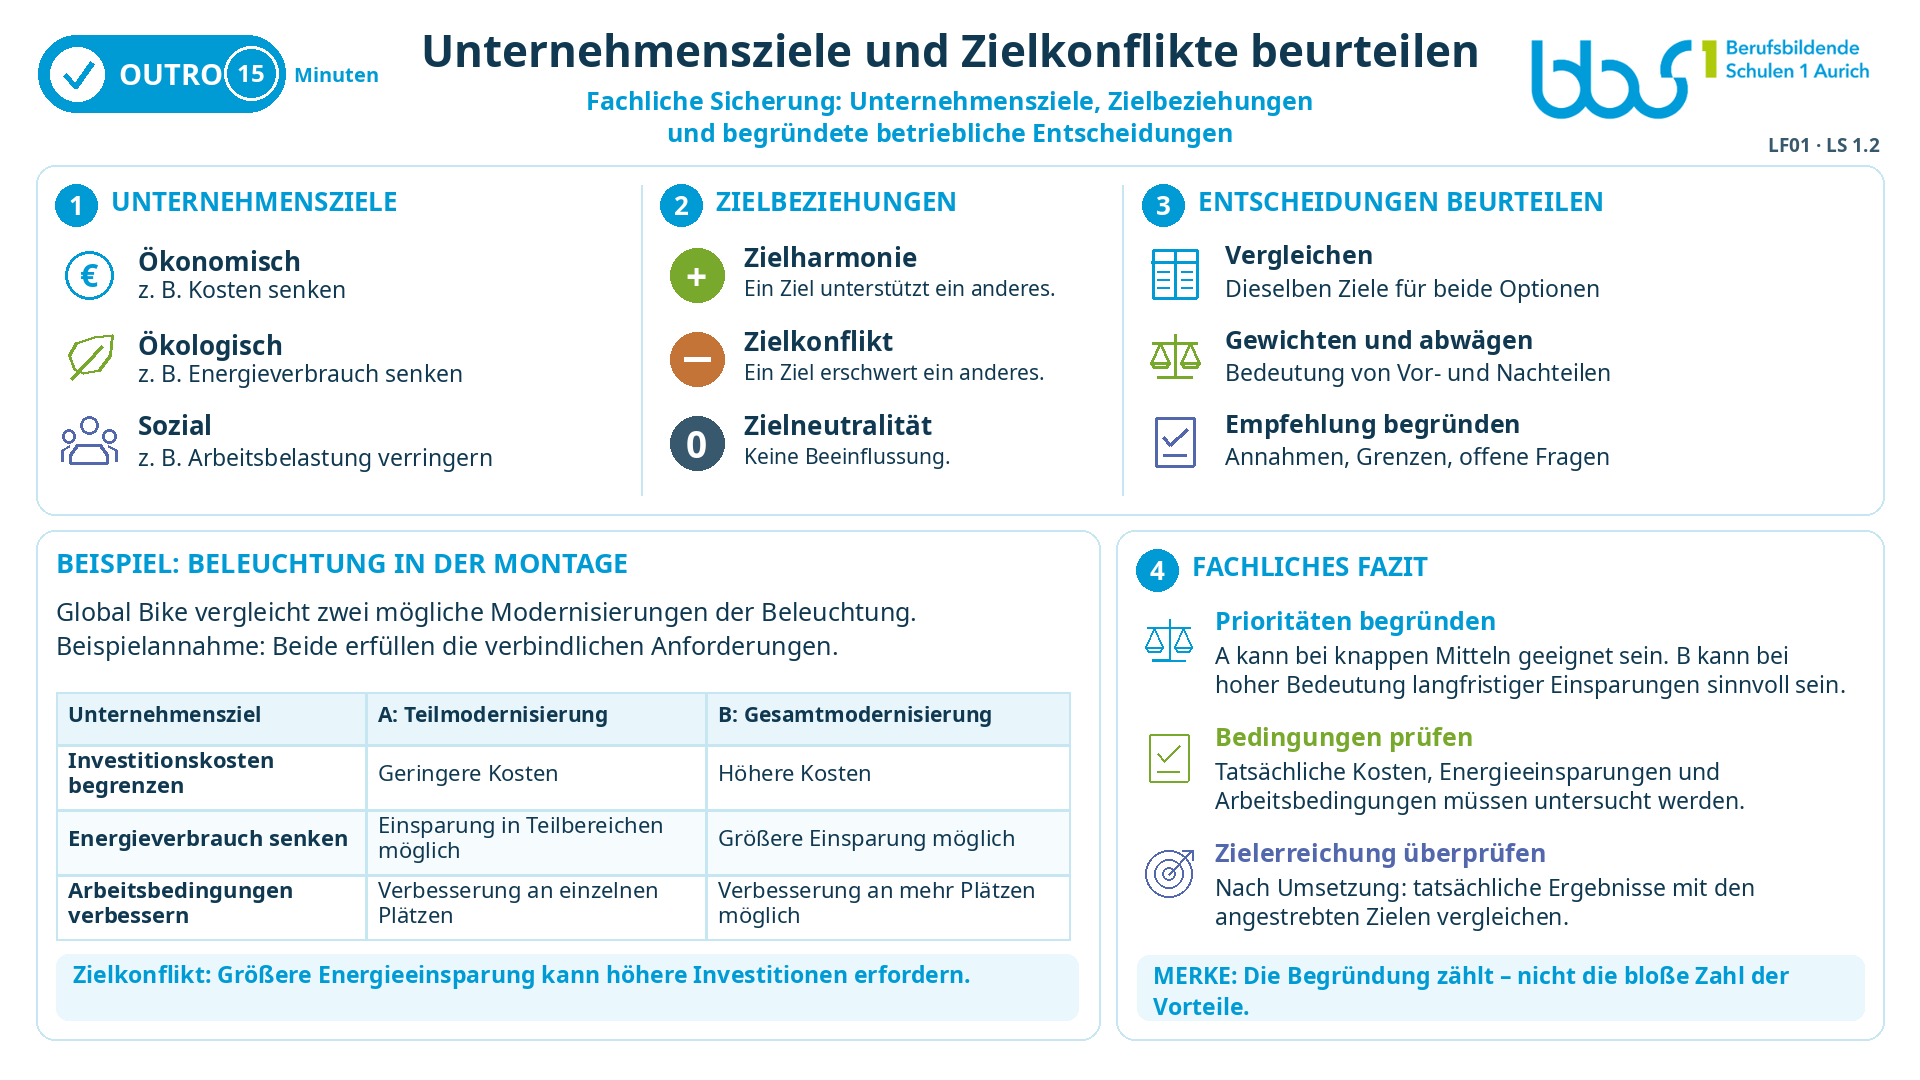 OUTRO 15 Minuten
Unternehmensziele und Zielkonflikte beurteilen
Fachliche Sicherung: Unternehmensziele, Zielbeziehungen
und begründete betriebliche Entscheidungen
bbs 1 Berufsbildende
Schulen 1 Aurich
LF01 · LS 1.2
1 UNTERNEHMENSZIELE
€
Ökonomisch
z. B. Kosten senken
Ökologisch
z. B. Energieverbrauch senken
Sozial
z. B. Arbeitsbelastung verringern
2 ZIELBEZIEHUNGEN
+
Zielharmonie
Ein Ziel unterstützt ein anderes.
–
Zielkonflikt
Ein Ziel erschwert ein anderes.
0
Zielneutralität
Keine Beeinflussung.
3 ENTSCHEIDUNGEN BEURTEILEN
Vergleichen
Dieselben Ziele für beide Optionen
Gewichten und abwägen
Bedeutung von Vor- und Nachteilen
Empfehlung begründen
Annahmen, Grenzen, offene Fragen
BEISPIEL: BELEUCHTUNG IN DER MONTAGE
Global Bike vergleicht zwei mögliche Modernisierungen der Beleuchtung.
Beispielannahme: Beide erfüllen die verbindlichen Anforderungen.
Unternehmensziel A: Teilmodernisierung B: Gesamtmodernisierung
Investitionskosten
begrenzen
Geringere Kosten
Höhere Kosten
Energieverbrauch senken
Einsparung in Teilbereichen
möglich
Größere Einsparung möglich
Arbeitsbedingungen
verbessern
Verbesserung an einzelnen
Plätzen
Verbesserung an mehr Plätzen
möglich
Zielkonflikt: Größere Energieeinsparung kann höhere Investitionen erfordern.
4 FACHLICHES FAZIT
Prioritäten begründen
A kann bei knappen Mitteln geeignet sein. B kann bei
hoher Bedeutung langfristiger Einsparungen sinnvoll sein.
Bedingungen prüfen
Tatsächliche Kosten, Energieeinsparungen und
Arbeitsbedingungen müssen untersucht werden.
Zielerreichung überprüfen
Nach Umsetzung: tatsächliche Ergebnisse mit den
angestrebten Zielen vergleichen.
MERKE: Die Begründung zählt – nicht die bloße Zahl der
Vorteile.